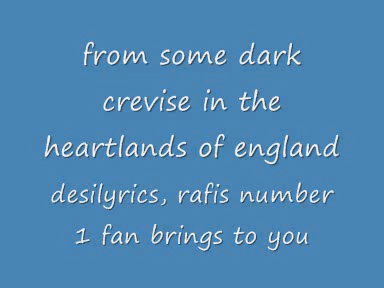 from some dark
crevise in the
heartlands of england
desilyrics, rafis number
1 fan brings to you